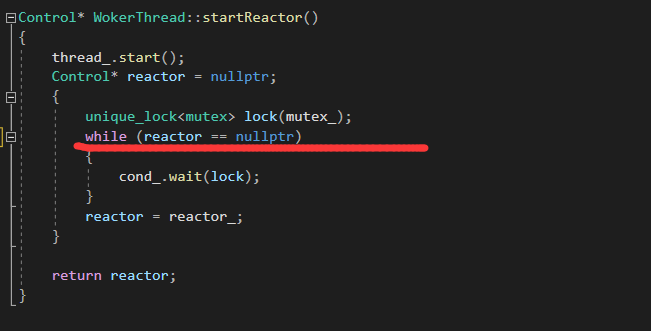 Control* WokerThread::startReactor()
{
thread_.start();
Control* reactor = nullptr;
{
unique_lock<mutex> lock(mutex_);
while (reactor == nullptr)
{
cond_.wait(lock);
}
reactor = reactor_;
}
return reactor;
}